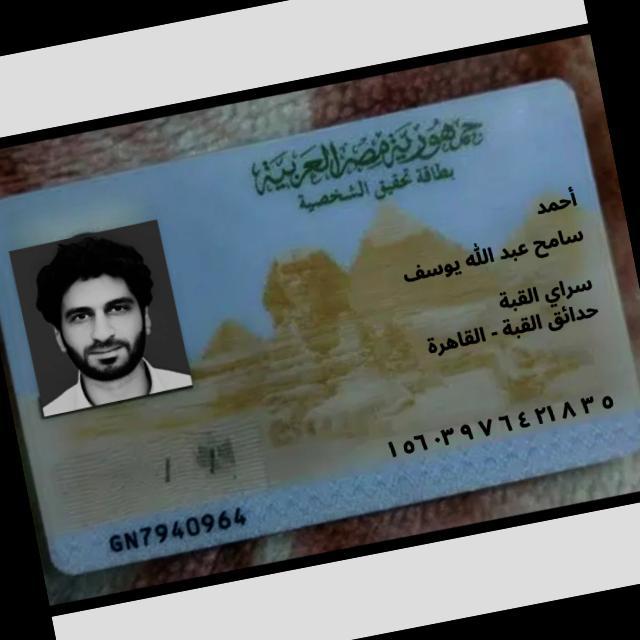 جمهورية مصر العربية
بطاقة تحقيق الشخصية
أحمد
سامح عبد الله يوسف
سراي القبة
حدائق القبة - القاهرة
١٥٦٠٣٩٧٦٤٢١٨٣٥
GN7940964